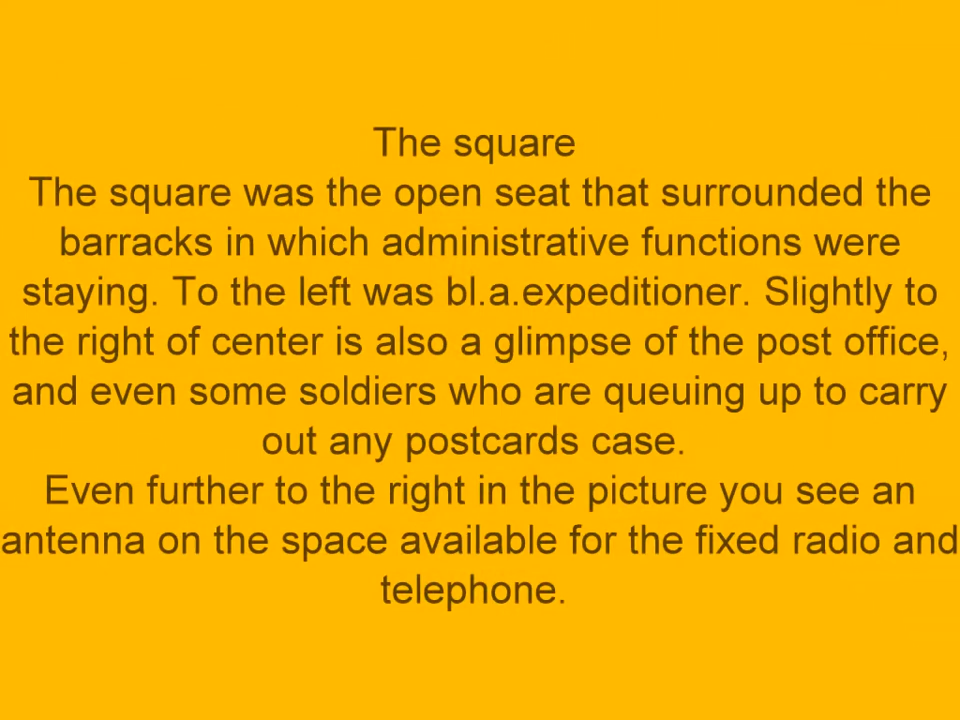 The square
The square was the open seat that surrounded the
barracks in which administrative functions were
staying. To the left was bl.a.expeditioner. Slightly to
the right of center is also a glimpse of the post office,
and even some soldiers who are queuing up to carry
out any postcards case.
Even further to the right in the picture you see an
antenna on the space available for the fixed radio and
telephone.